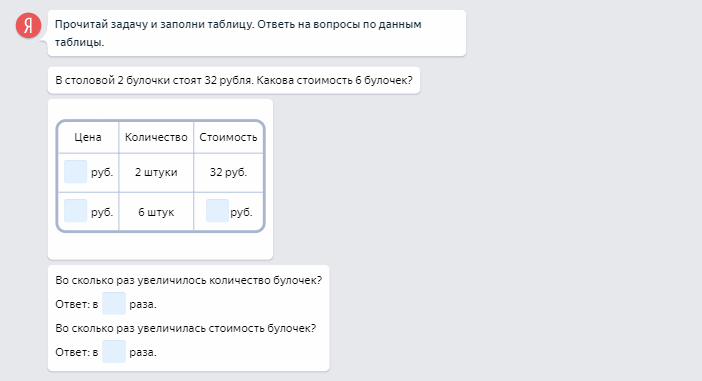 Я
Прочитай задачу и заполни таблицу. Ответь на вопросы по данным
таблицы.
В столовой 2 булочки стоят 32 рубля. Какова стоимость 6 булочек?
Цена Количество Стоимость
руб. 2 штуки 32 руб.
руб. 6 штук руб.
Во сколько раз увеличилось количество булочек?
Ответ: в раза.
Во сколько раз увеличилась стоимость булочек?
Ответ: в раза.